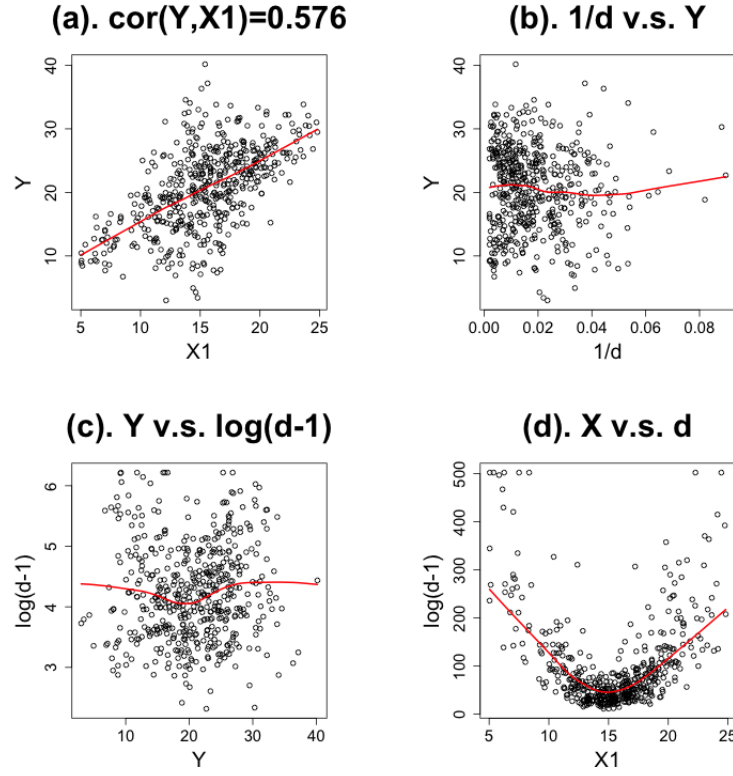 (a). cor(Y,X1)=0.576
40
30
20
10
Y
5 10 15 20 25
X1
(b). 1/d v.s. Y
40
30
20
10
Y
0.00 0.02 0.04 0.06 0.08
1/d
(c). Y v.s. log(d-1)
6
5
4
3
log(d-1)
10 20 30 40
Y
(d). X v.s. d
500
400
300
200
100
0
log(d-1)
5 10 15 20 25
X1